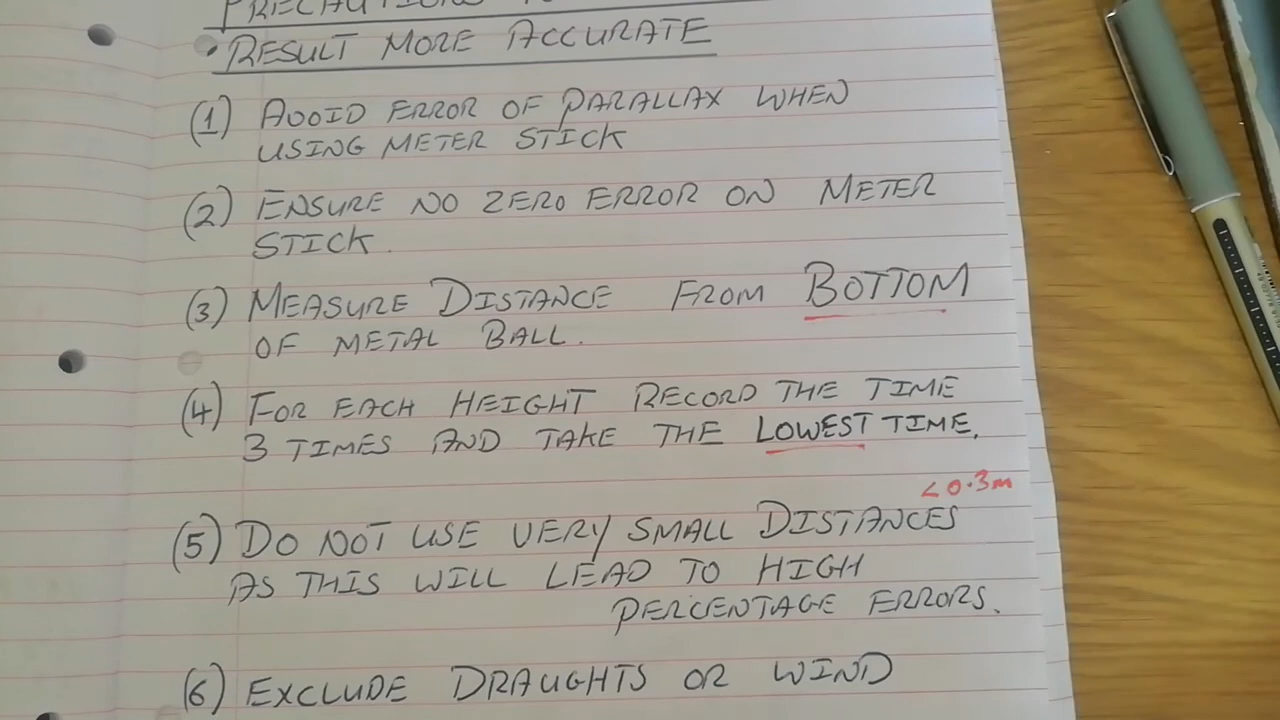 PRECAUTIONS TO
• RESULT MORE ACCURATE
(1) AVOID ERROR OF PARALLAX WHEN
USING METER STICK
(2) ENSURE NO ZERO ERROR ON METER
STICK.
(3) MEASURE DISTANCE FROM BOTTOM
OF METAL BALL.
(4) FOR EACH HEIGHT RECORD THE TIME
3 TIMES AND TAKE THE LOWEST TIME.
<0.3m
(5) DO NOT USE VERY SMALL DISTANCES
AS THIS WILL LEAD TO HIGH
PERCENTAGE ERRORS.
(6) EXCLUDE DRAUGHTS OR WIND